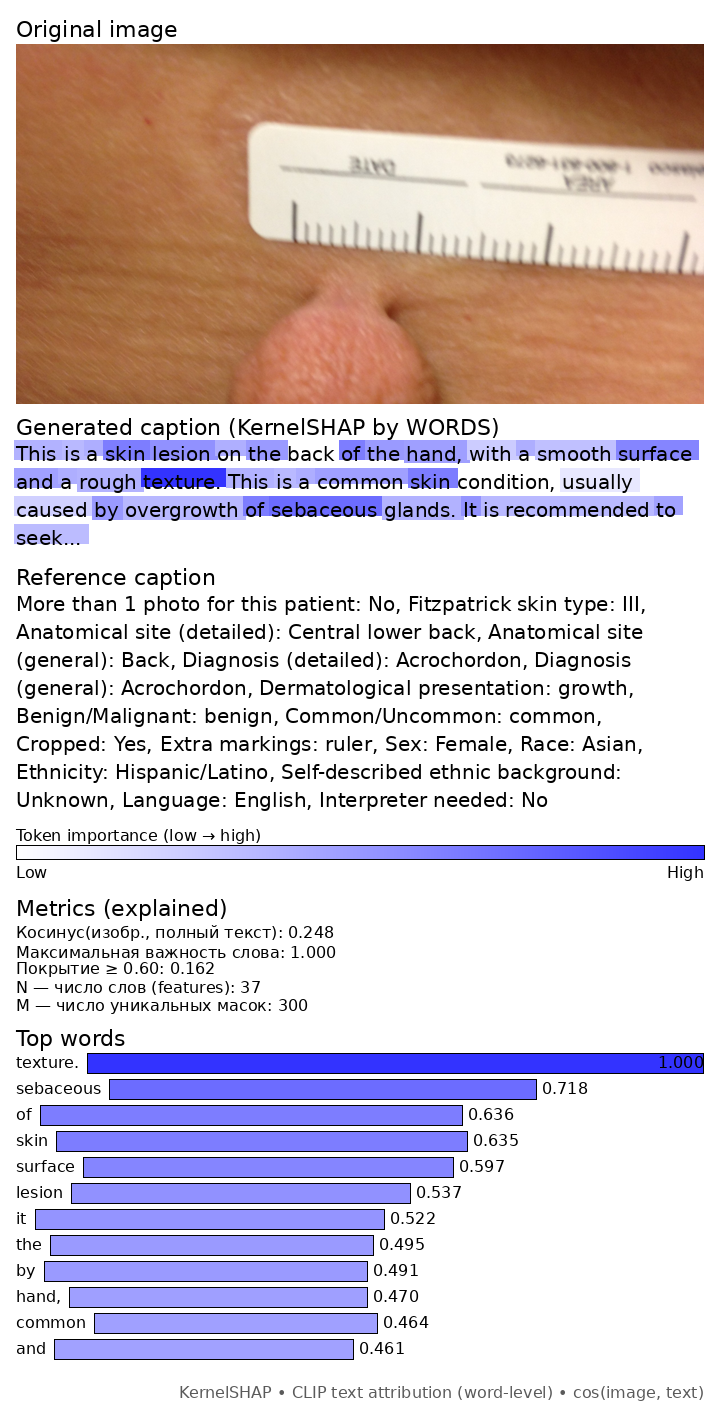 Original image
DATE
AREA
1-800-631-6273
Generated caption (KernelSHAP by WORDS)
This is a skin lesion on the back of the hand, with a smooth surface
and a rough texture. This is a common skin condition, usually
caused by overgrowth of sebaceous glands. It is recommended to
seek...
Reference caption
More than 1 photo for this patient: No, Fitzpatrick skin type: III,
Anatomical site (detailed): Central lower back, Anatomical site
(general): Back, Diagnosis (detailed): Acrochordon, Diagnosis
(general): Acrochordon, Dermatological presentation: growth,
Benign/Malignant: benign, Common/Uncommon: common,
Cropped: Yes, Extra markings: ruler, Sex: Female, Race: Asian,
Ethnicity: Hispanic/Latino, Self-described ethnic background:
Unknown, Language: English, Interpreter needed: No
Token importance (low → high)
Low High
Metrics (explained)
Косинус(изобр., полный текст): 0.248
Максимальная важность слова: 1.000
Покрытие ≥ 0.60: 0.162
N — число слов (features): 37
M — число уникальных масок: 300
Top words
texture. 1.000
sebaceous 0.718
of 0.636
skin 0.635
surface 0.597
lesion 0.537
it 0.522
the 0.495
by 0.491
hand, 0.470
common 0.464
and 0.461
KernelSHAP • CLIP text attribution (word-level) • cos(image, text)